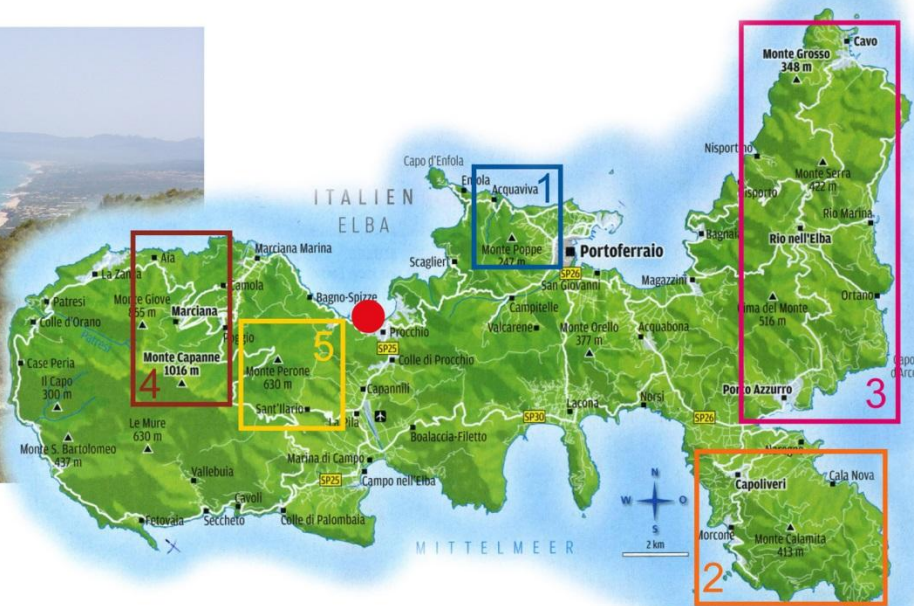 Cavo
Monte Grosso
348 m
Nisportino
Monte Serra
422 m
Nisporto
Rio Marina
Rio nell'Elba
Bagnaia
Magazzini
Ortano
Cima del Monte
516 m
Porto Azzurro
3
Capo d'Enfola
Enfola
Acquaviva
1
ITALIEN
ELBA
Monte Poppe
247 m
Portoferraio
SP26
San Giovanni
Scaglieri
Campitelle
Valcarene
Monte Orello
377 m
Acquabona
Aia
La Zanca
Marciana Marina
Patresi
Monte Giove
855 m
Colle d'Orano
Marciana
Poggio
Bagno-Spizze
Procchio
SP25
Colle di Procchio
Case Peria
Patresi
Monte Capanne
1016 m
4
5
Monte Perone
630 m
Il Capo
300 m
Sant'Ilario
Capannili
La Pila
Le Mure
630 m
Monte S. Bartolomeo
437 m
Boalaccia-Filetto
SP30
Lacona
Norsi
SP26
Vallebuia
Marina di Campo
SP25
Campo nell'Elba
Fetovaia
Seccheto
Cavoli
Colle di Palombaia
Capoliveri
Cala Nova
Morcone
Monte Calamita
413 m
2
N
W
O
S
2 km
MITTELMEER